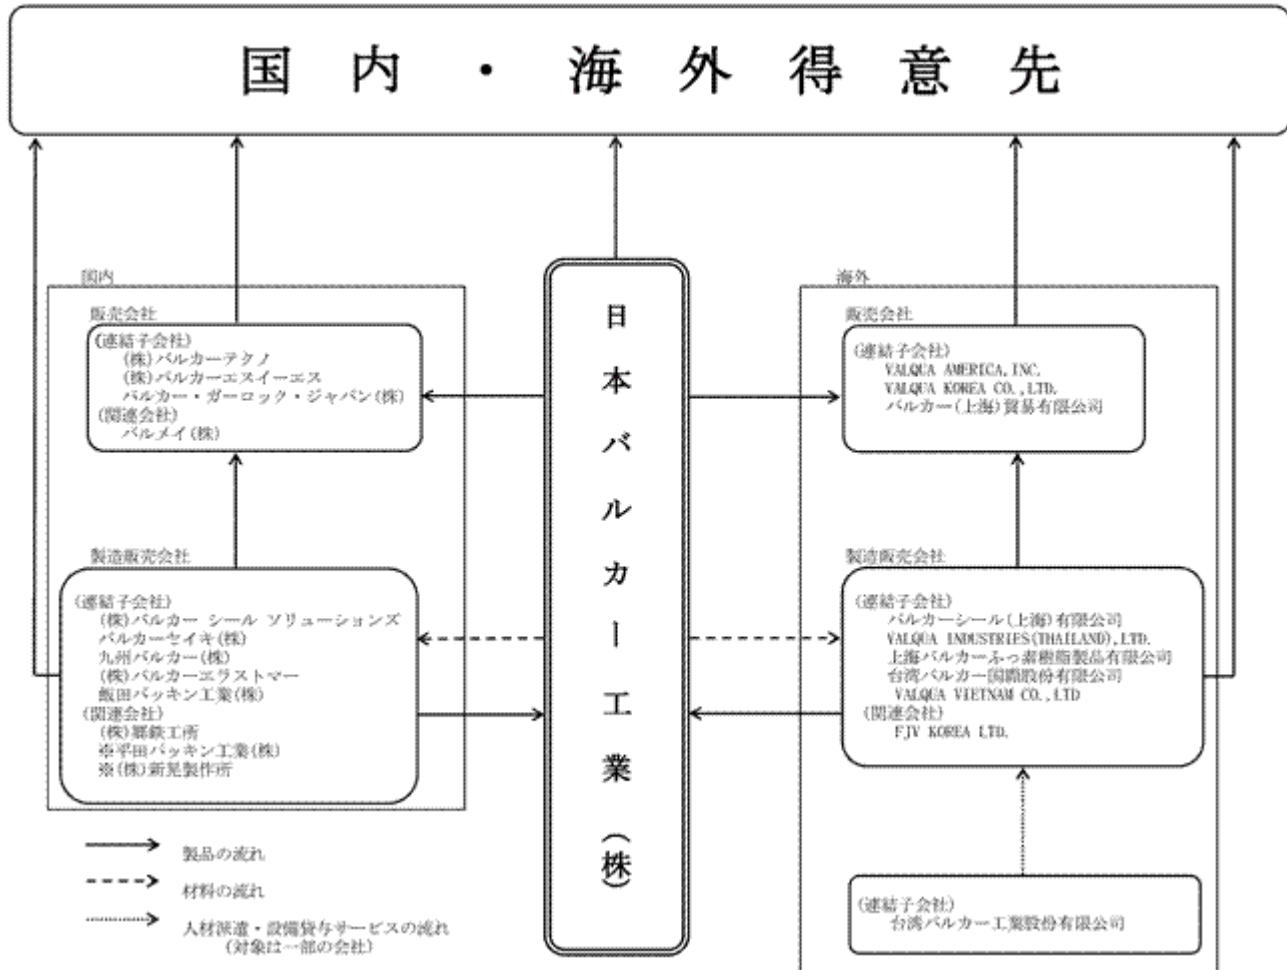 国内・海外得意先
国内
販売会社
(連結子会社)
(株)バルカーテクノ
(株)バルカーエスイーエス
バルカー・ガーロック・ジャパン(株)
(関連会社)
バルメイ(株)
製造販売会社
(連結子会社)
(株)バルカー シール ソリューションズ
バルカーセイキ(株)
九州バルカー(株)
(株)バルカーエラストマー
飯田パッキン工業(株)
(関連会社)
(株)郷鉄工所
※平田パッキン工業(株)
※(株)新晃製作所
日本バルカー工業(株)
海外
販売会社
(連結子会社)
VALQUA AMERICA,INC.
VALQUA KOREA CO.,LTD.
バルカー(上海)貿易有限公司
製造販売会社
(連結子会社)
バルカーシール(上海)有限公司
VALQUA INDUSTRIES(THAILAND),LTD.
上海バルカーふっ素樹脂製品有限公司
台湾バルカー国際股份有限公司
VALQUA VIETNAM CO.,LTD
(関連会社)
FJV KOREA LTD.
(連結子会社)
台湾バルカー工業股份有限公司
製品の流れ
材料の流れ
人材派遣・設備貸与サービスの流れ
(対象は一部の会社)